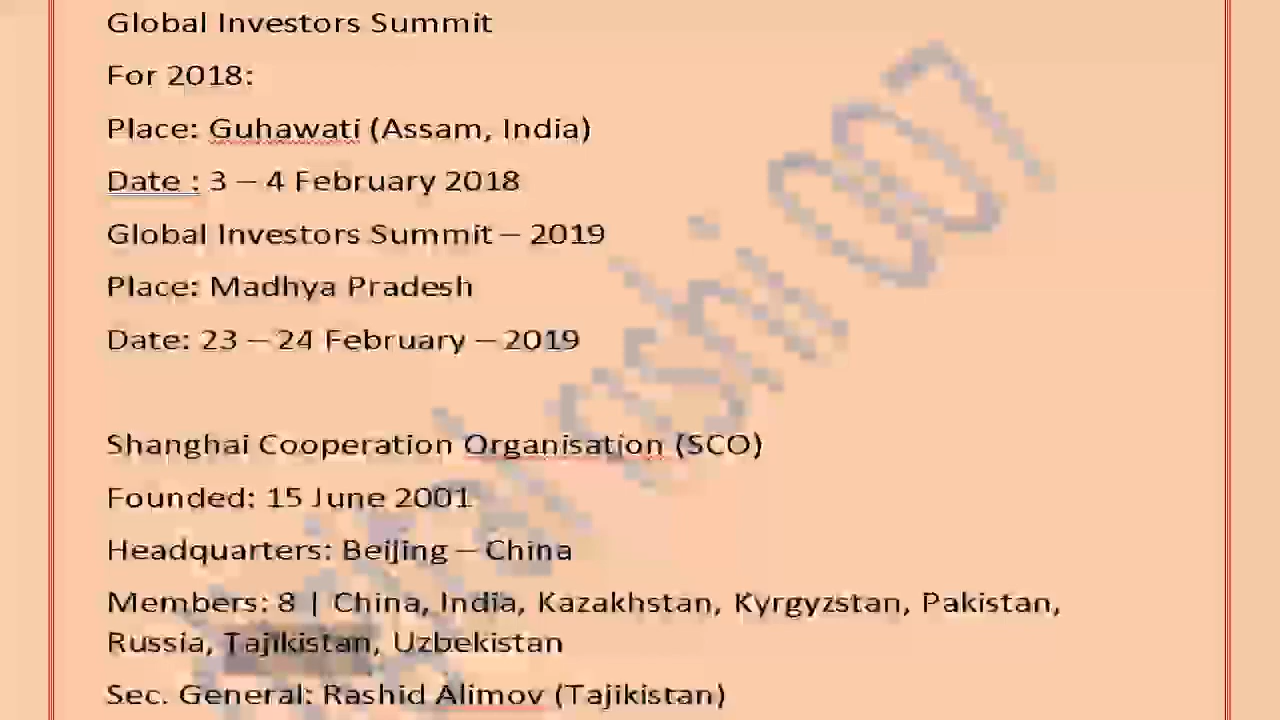 Global Investors Summit
For 2018:
Place: Guhawati (Assam, India)
Date : 3 – 4 February 2018
Global Investors Summit – 2019
Place: Madhya Pradesh
Date: 23 – 24 February – 2019
Shanghai Cooperation Organisation (SCO)
Founded: 15 June 2001
Headquarters: Beijing – China
Members: 8 | China, India, Kazakhstan, Kyrgyzstan, Pakistan,
Russia, Tajikistan, Uzbekistan
Sec. General: Rashid Alimov (Tajikistan)